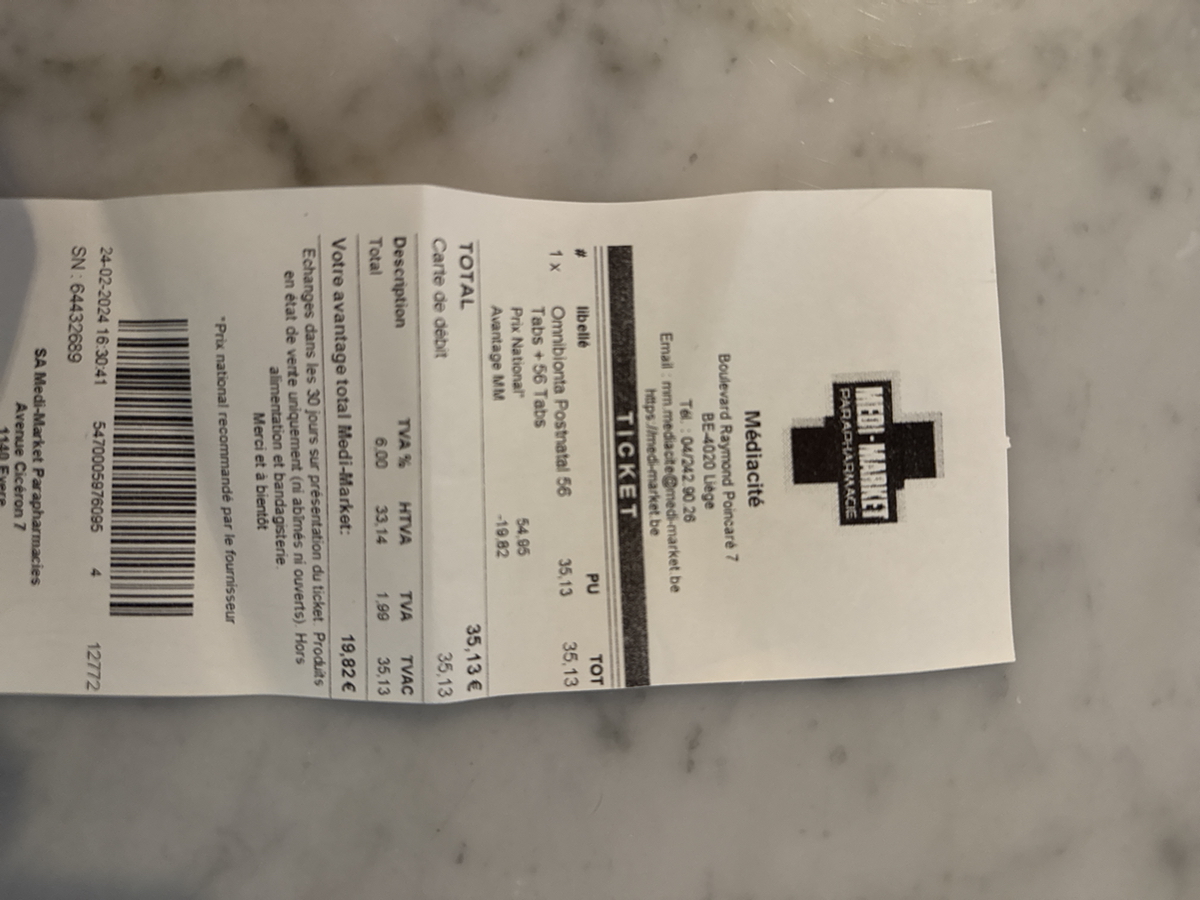 MEDI-MARKET
PARAPHARMACIE
Médiacité
Boulevard Raymond Poincaré 7
BE-4020 Liège
Tél. : 04/242 90 26
Email : mm.mediacite@medi-market.be
https://medi-market.be
TICKET
# libellé PU TOT
1 x Omnibionta Postnatal 56 35,13 35,13
Tabs + 56 Tabs
Prix National* 54,95
Avantage MM -19,82
TOTAL 35,13 €
Carte de débit 35,13
Description TVA % HTVA TVA TVAC
Total 6,00 33,14 1,99 35,13
Votre avantage total Medi-Market: 19,82 €
Echanges dans les 30 jours sur présentation du ticket. Produits
en état de vente uniquement (ni abîmés ni ouverts). Hors
alimentation et bandagisterie.
Merci et à bientôt
*Prix national recommandé par le fournisseur
24-02-2024 16:30:41 5470005976095 4 12772
SN : 64432689
SA Medi-Market Parapharmacies
Avenue Cicéron 7
1140 Evere